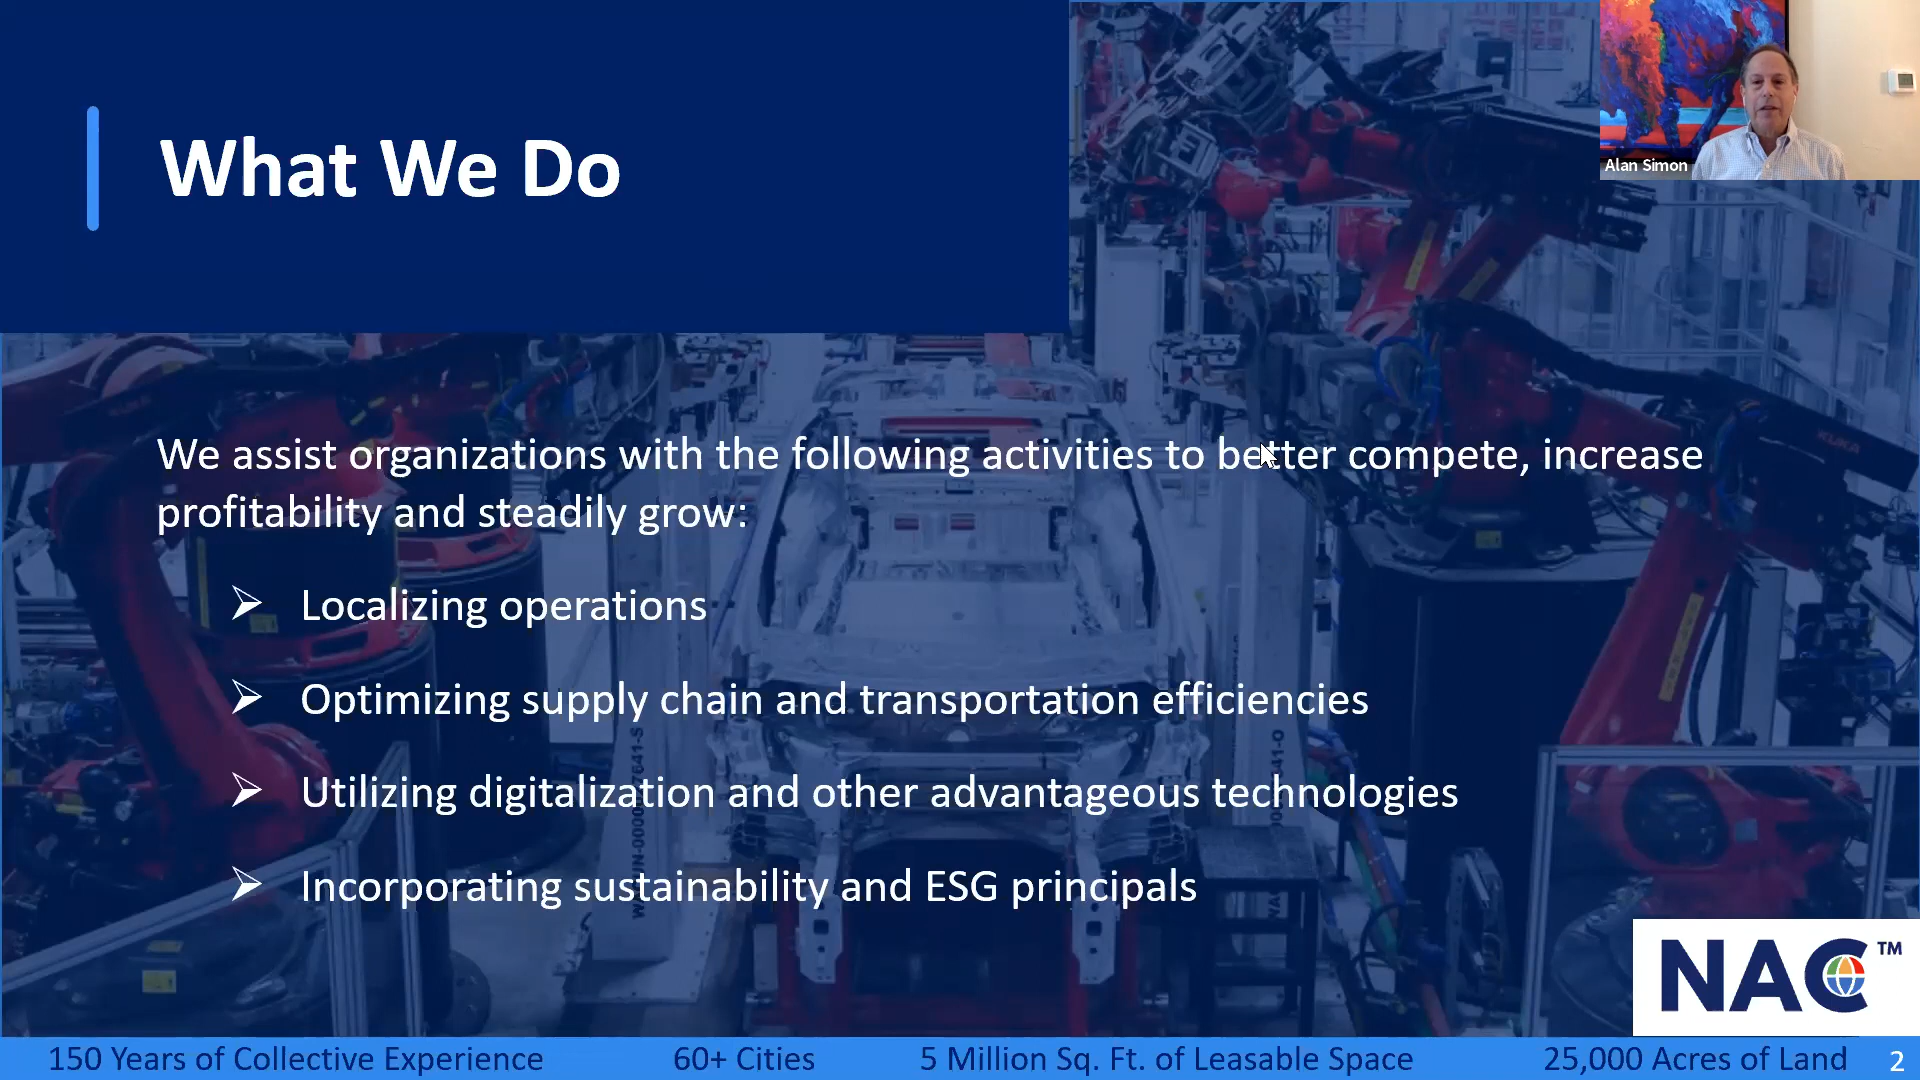 What We Do
Alan Simon
We assist organizations with the following activities to better compete, increase
profitability and steadily grow:
Localizing operations
Optimizing supply chain and transportation efficiencies
Utilizing digitalization and other advantageous technologies
Incorporating sustainability and ESG principals
KUKA
NAC™
150 Years of Collective Experience 60+ Cities 5 Million Sq. Ft. of Leasable Space 25,000 Acres of Land 2